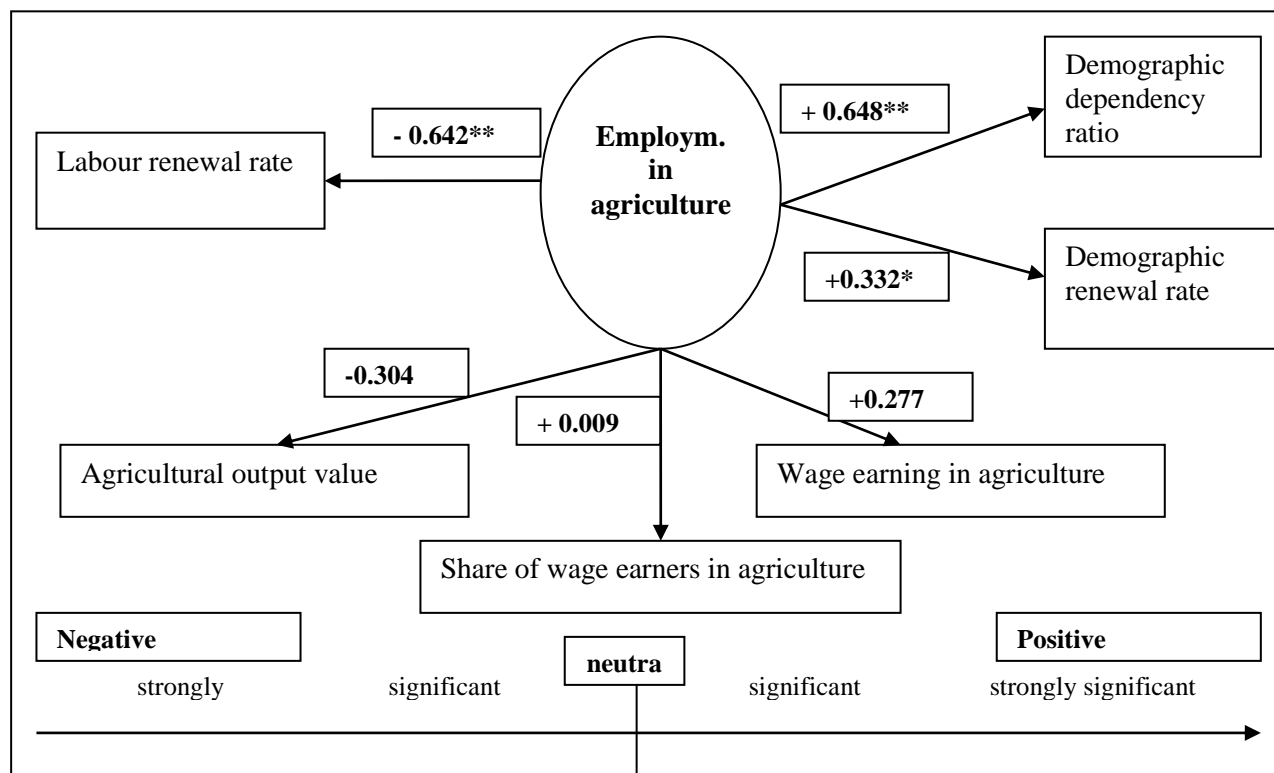 Demographic
dependency
ratio
+ 0.648**
- 0.642**
Employm.
in
agriculture
Labour renewal rate
+0.332*
Demographic
renewal rate
-0.304
+ 0.009
+0.277
Agricultural output value
Wage earning in agriculture
Share of wage earners in agriculture
Negative
neutra
Positive
strongly significant significant strongly significant